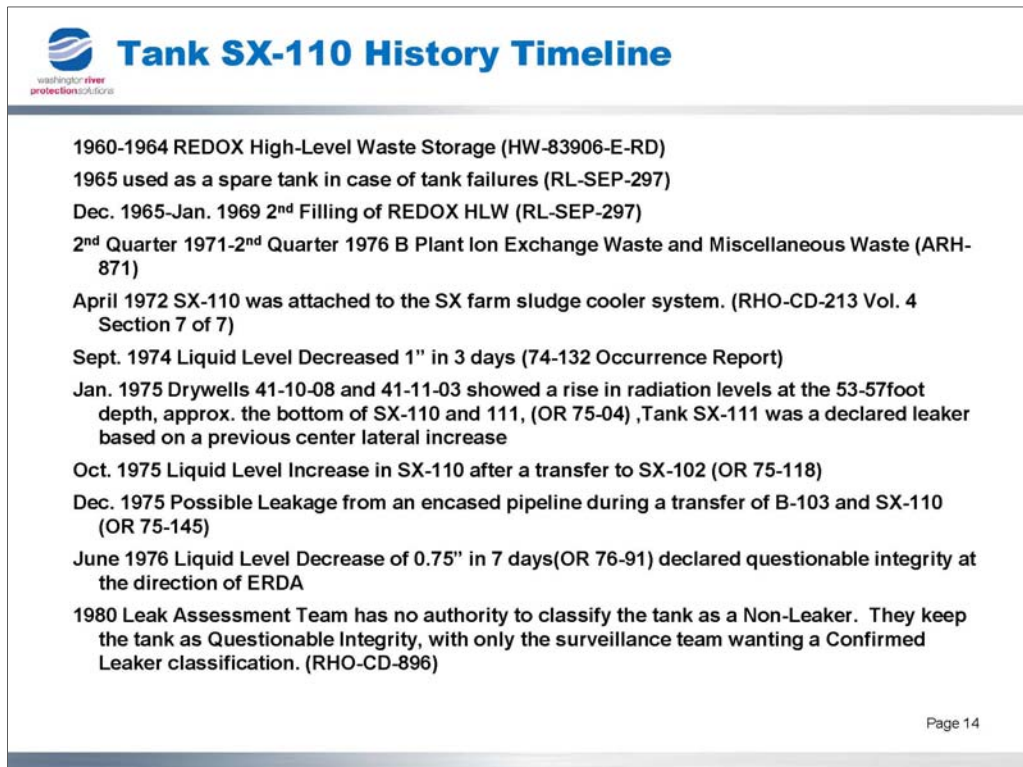 Tank SX-110 History Timeline
washington river
protection solutions
1960-1964 REDOX High-Level Waste Storage (HW-83906-E-RD)
1965 used as a spare tank in case of tank failures (RL-SEP-297)
Dec. 1965-Jan. 1969 2nd Filling of REDOX HLW (RL-SEP-297)
2nd Quarter 1971-2nd Quarter 1976 B Plant Ion Exchange Waste and Miscellaneous Waste (ARH-
871)
April 1972 SX-110 was attached to the SX farm sludge cooler system. (RHO-CD-213 Vol. 4
Section 7 of 7)
Sept. 1974 Liquid Level Decreased 1” in 3 days (74-132 Occurrence Report)
Jan. 1975 Drywells 41-10-08 and 41-11-03 showed a rise in radiation levels at the 53-57foot
depth, approx. the bottom of SX-110 and 111, (OR 75-04) ,Tank SX-111 was a declared leaker
based on a previous center lateral increase
Oct. 1975 Liquid Level Increase in SX-110 after a transfer to SX-102 (OR 75-118)
Dec. 1975 Possible Leakage from an encased pipeline during a transfer of B-103 and SX-110
(OR 75-145)
June 1976 Liquid Level Decrease of 0.75” in 7 days(OR 76-91) declared questionable integrity at
the direction of ERDA
1980 Leak Assessment Team has no authority to classify the tank as a Non-Leaker.  They keep
the tank as Questionable Integrity, with only the surveillance team wanting a Confirmed
Leaker classification. (RHO-CD-896)
Page 14